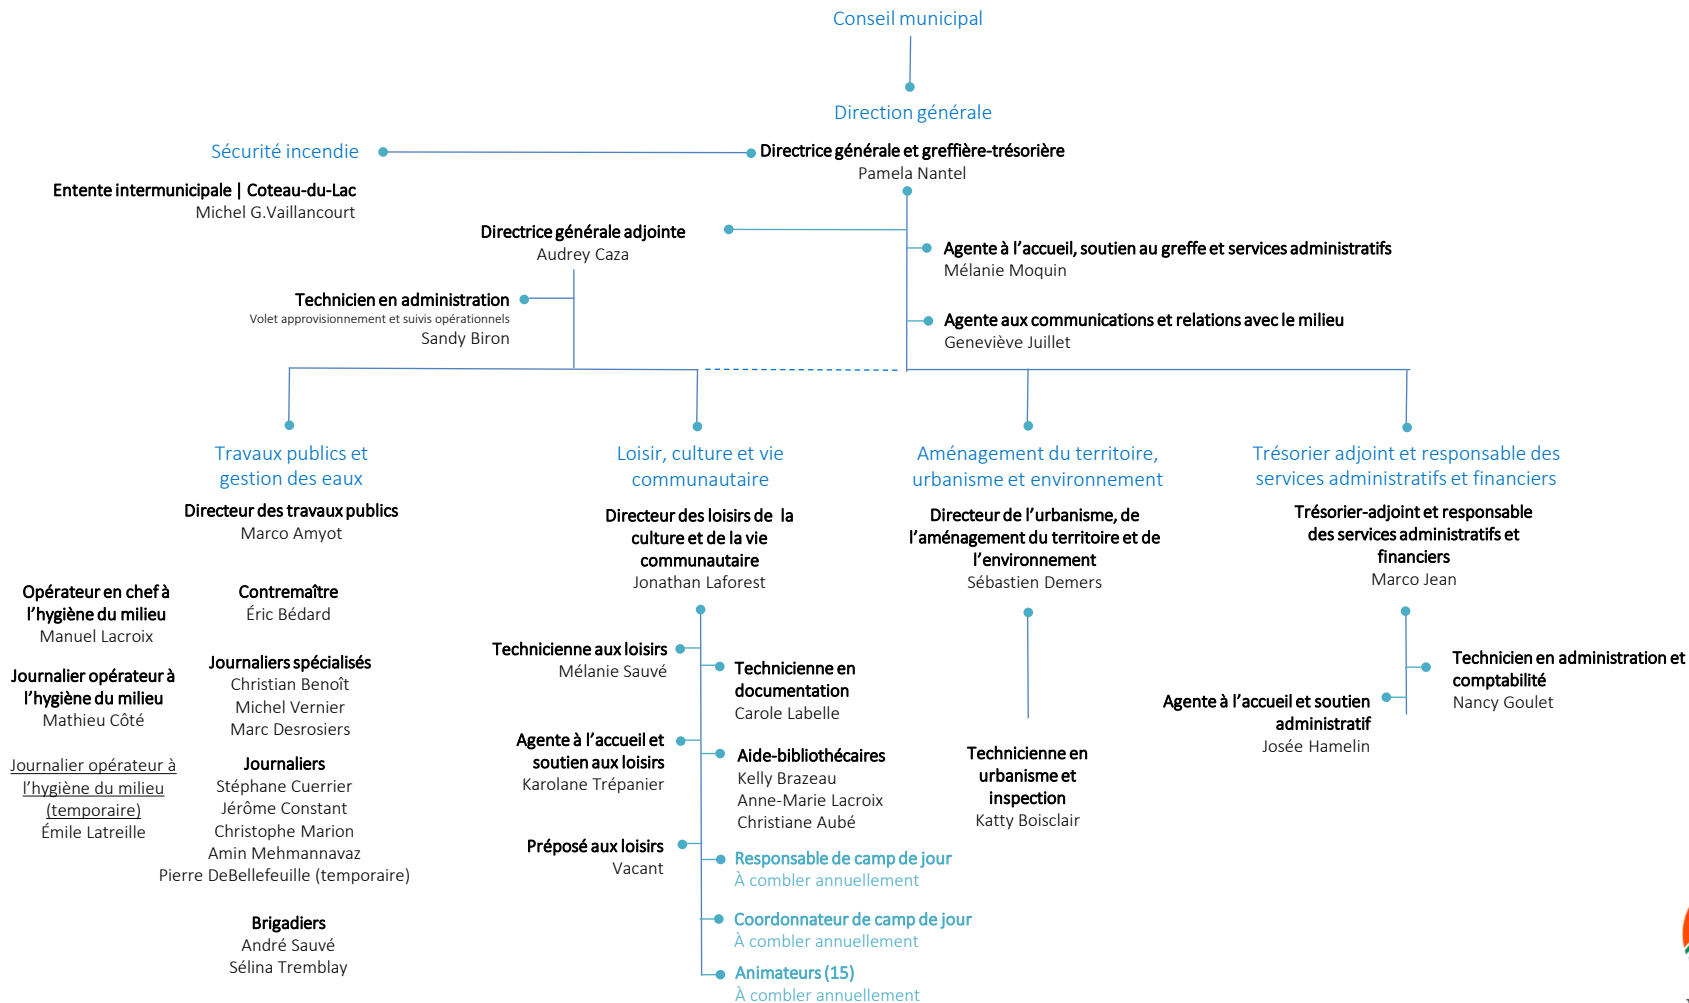 Conseil municipal
Direction générale
Directrice générale et greffière-trésorière
Pamela Nantel
Sécurité incendie
Entente intermunicipale | Coteau-du-Lac
Michel G.Vaillancourt
Directrice générale adjointe
Audrey Caza
Agente à l'accueil, soutien au greffe et services administratifs
Mélanie Moquin
Technicien en administration
Volet approvisionnement et suivis opérationnels
Sandy Biron
Agente aux communications et relations avec le milieu
Geneviève Juillet
Travaux publics et
gestion des eaux
Directeur des travaux publics
Marco Amyot
Opérateur en chef à
l'hygiène du milieu
Manuel Lacroix
Journalier opérateur à
l'hygiène du milieu
Mathieu Côté
Journalier opérateur à
l'hygiène du milieu
(temporaire)
Émile Latreille
Contremaître
Éric Bédard
Journaliers spécialisés
Christian Benoît
Michel Vernier
Marc Desrosiers
Journaliers
Stéphane Cuerrier
Jérôme Constant
Christophe Marion
Amin Mehmannavaz
Pierre DeBellefeuille (temporaire)
Brigadiers
André Sauvé
Sélina Tremblay
Loisir, culture et vie
communautaire
Directeur des loisirs de la
culture et de la vie
communautaire
Jonathan Laforest
Technicienne aux loisirs
Mélanie Sauvé
Agente à l'accueil et
soutien aux loisirs
Karolane Trépanier
Préposé aux loisirs
Vacant
Technicienne en
documentation
Carole Labelle
Aide-bibliothécaires
Kelly Brazeau
Anne-Marie Lacroix
Christiane Aubé
Responsable de camp de jour
À combler annuellement
Coordonnateur de camp de jour
À combler annuellement
Animateurs (15)
À combler annuellement
Aménagement du territoire,
urbanisme et environnement
Directeur de l'urbanisme, de
l'aménagement du territoire et de
l'environnement
Sébastien Demers
Technicienne en
urbanisme et
inspection
Katty Boisclair
Trésorier adjoint et responsable des
services administratifs et financiers
Trésorier-adjoint et responsable
des services administratifs et
financiers
Marco Jean
Technicien en administration et
comptabilité
Nancy Goulet
Agente à l'accueil et soutien
administratif
Josée Hamelin